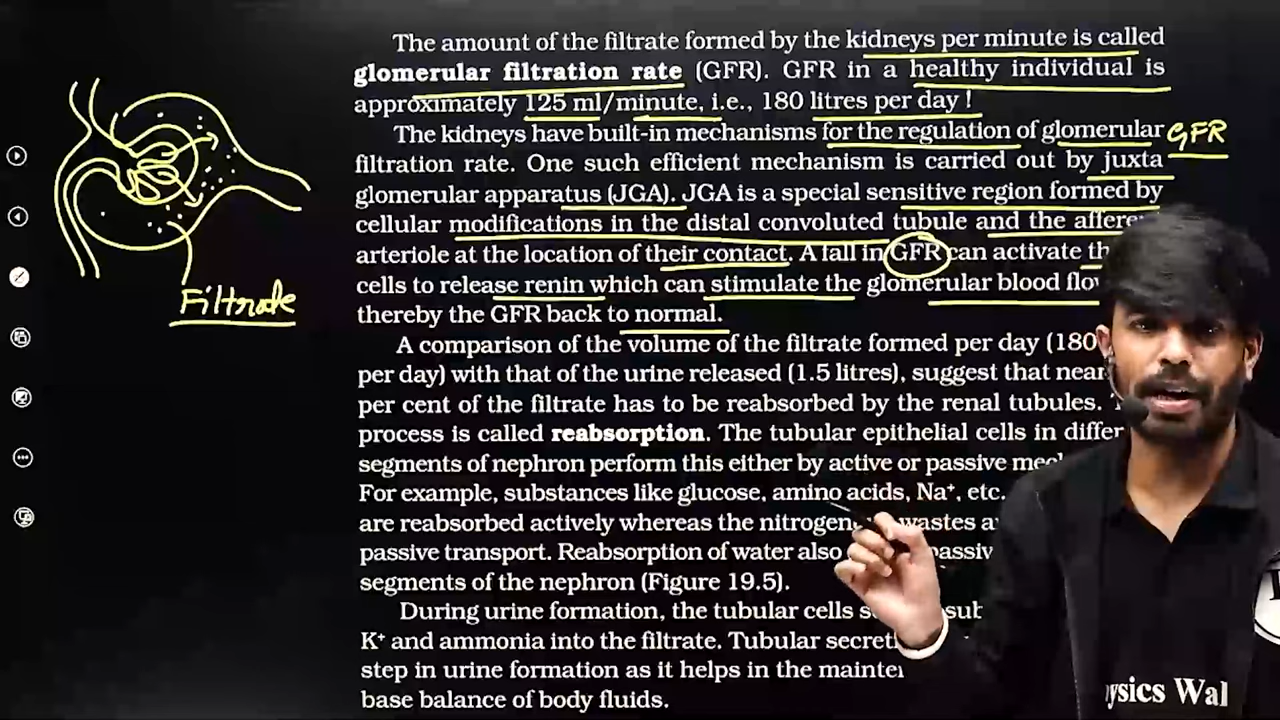 The amount of the filtrate formed by the kidneys per minute is called
glomerular filtration rate (GFR). GFR in a healthy individual is
approximately 125 ml/minute, i.e., 180 litres per day !
The kidneys have built-in mechanisms for the regulation of glomerular GFR
filtration rate. One such efficient mechanism is carried out by juxta
glomerular apparatus (JGA). JGA is a special sensitive region formed by
cellular modifications in the distal convoluted tubule and the affere
arteriole at the location of their contact. A fall in GFR can activate th
cells to release renin which can stimulate the glomerular blood flo
Filtrate
thereby the GFR back to normal.
A comparison of the volume of the filtrate formed per day (180
per day) with that of the urine released (1.5 litres), suggest that near
per cent of the filtrate has to be reabsorbed by the renal tubules.
process is called reabsorption. The tubular epithelial cells in differ
segments of nephron perform this either by active or passive mec
For example, substances like glucose, amino acids, Na⁺, etc.
are reabsorbed actively whereas the nitrogen wastes a
passive transport. Reabsorption of water also passiv
segments of the nephron (Figure 19.5).
During urine formation, the tubular cells s sub
K⁺ and ammonia into the filtrate. Tubular secret
step in urine formation as it helps in the mainte
base balance of body fluids.
ysics Wal